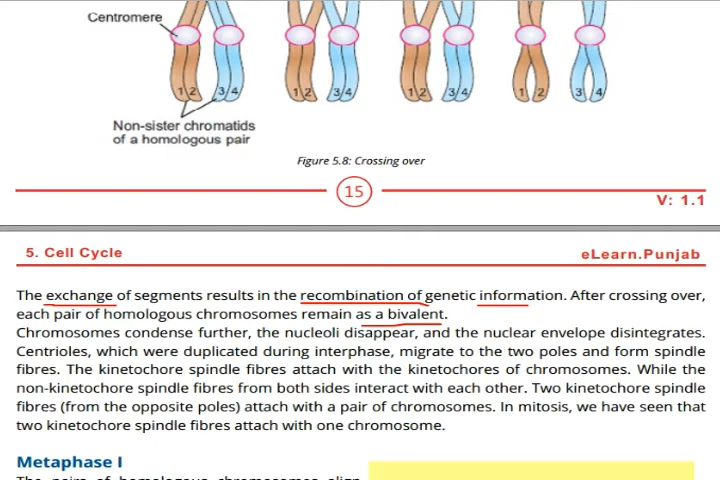 Centromere
1 2 3 4 1 2 3 4 1 2 3 4 1 2 3 4
Non-sister chromatids
of a homologous pair
Figure 5.8: Crossing over
15
V: 1.1
5. Cell Cycle eLearn.Punjab
The exchange of segments results in the recombination of genetic information. After crossing over,
each pair of homologous chromosomes remain as a bivalent.
Chromosomes condense further, the nucleoli disappear, and the nuclear envelope disintegrates.
Centrioles, which were duplicated during interphase, migrate to the two poles and form spindle
fibres. The kinetochore spindle fibres attach with the kinetochores of chromosomes. While the
non-kinetochore spindle fibres from both sides interact with each other. Two kinetochore spindle
fibres (from the opposite poles) attach with a pair of chromosomes. In mitosis, we have seen that
two kinetochore spindle fibres attach with one chromosome.
Metaphase I
The pairs of homologous chromosomes align